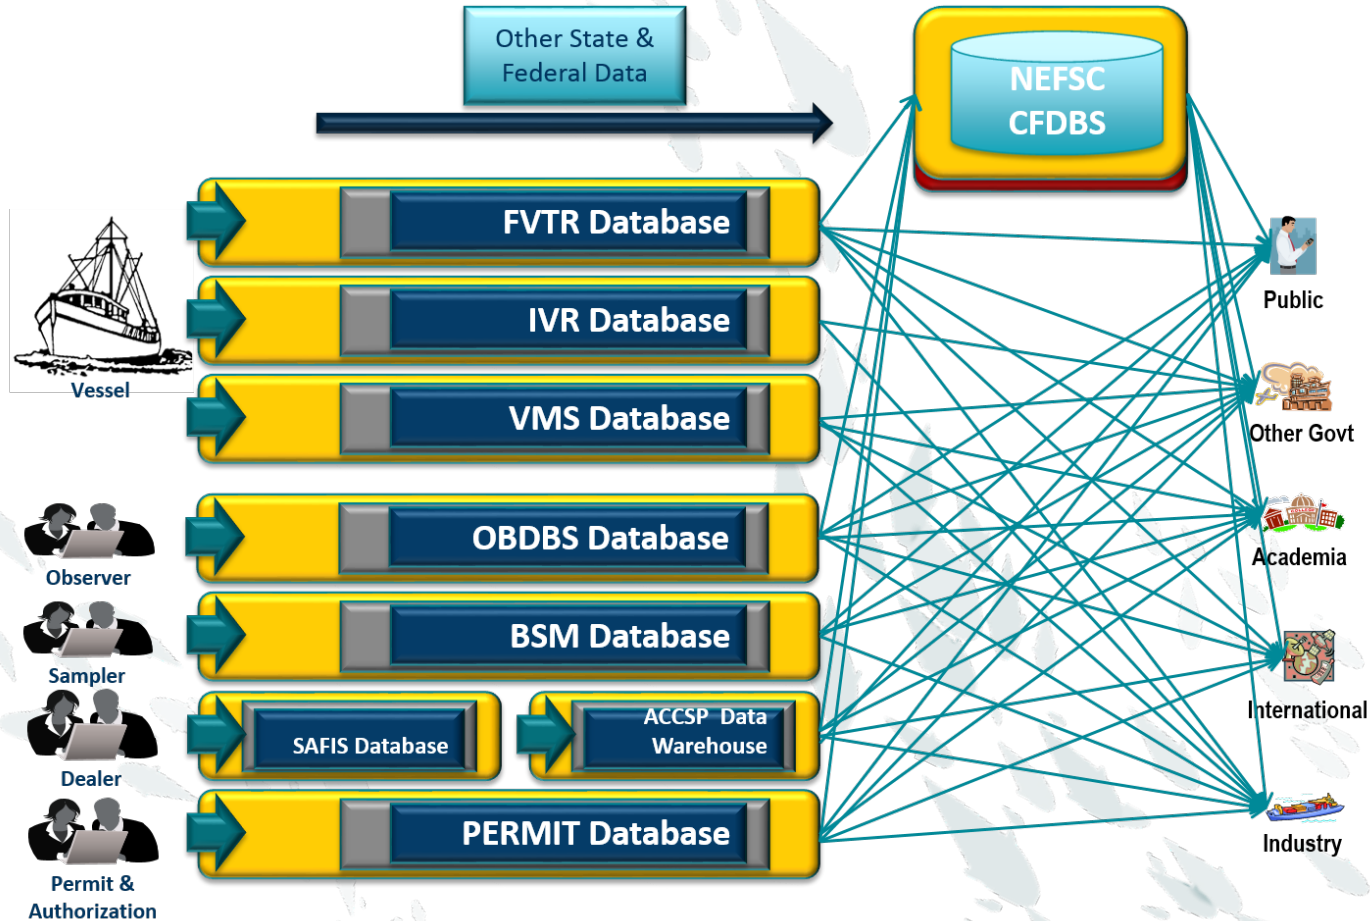 Other State &
Federal Data
NEFSC
CFDBS
FVTR Database
IVR Database
VMS Database
Vessel
OBDBS Database
Observer
BSM Database
Sampler
SAFIS Database
ACCSP Data
Warehouse
Dealer
PERMIT Database
Permit &
Authorization
Public
Other Govt
COLLEGE
Academia
International
Industry